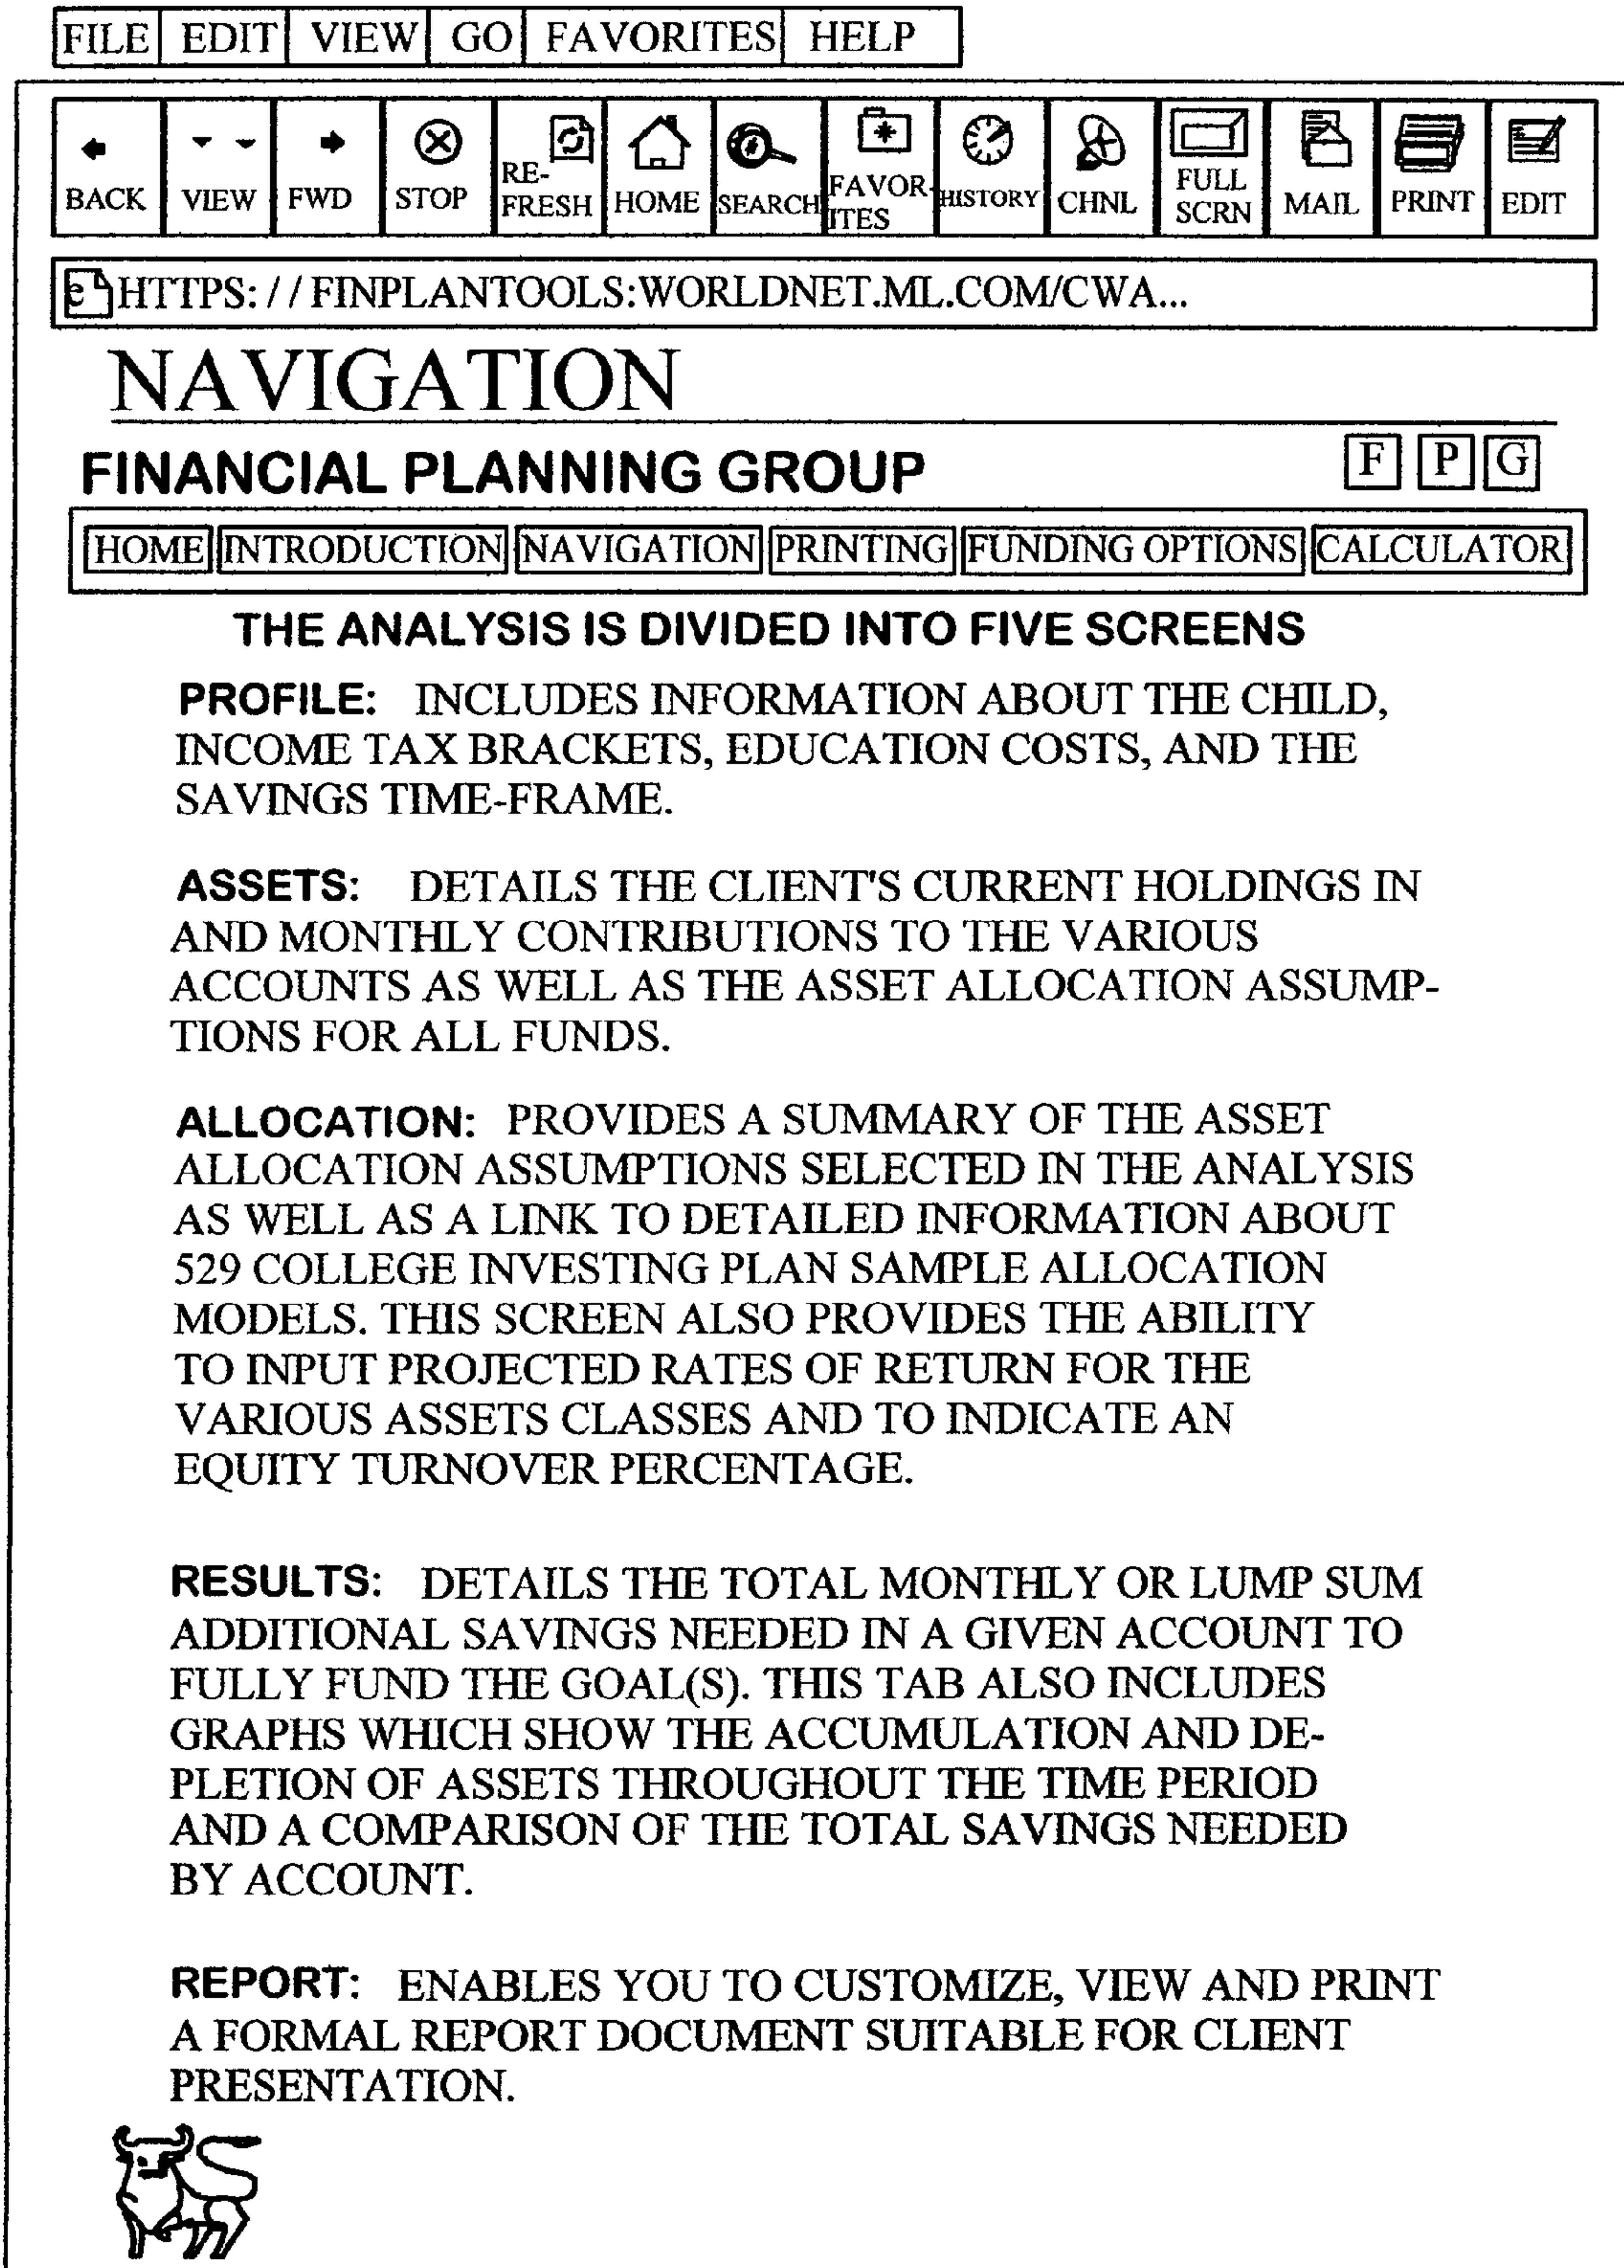 FILE EDIT VIEW GO FAVORITES HELP
BACK VIEW FWD STOP RE-FRESH HOME SEARCH FAVOR-ITES HISTORY CHNL FULL SCRN MAIL PRINT EDIT
HTTPS: / / FINPLANTOOLS:WORLDNET.ML.COM/CWA...
NAVIGATION
FINANCIAL PLANNING GROUP F P G
HOME INTRODUCTION NAVIGATION PRINTING FUNDING OPTIONS CALCULATOR
THE ANALYSIS IS DIVIDED INTO FIVE SCREENS
PROFILE: INCLUDES INFORMATION ABOUT THE CHILD,
INCOME TAX BRACKETS, EDUCATION COSTS, AND THE
SAVINGS TIME-FRAME.
ASSETS: DETAILS THE CLIENT'S CURRENT HOLDINGS IN
AND MONTHLY CONTRIBUTIONS TO THE VARIOUS
ACCOUNTS AS WELL AS THE ASSET ALLOCATION ASSUMP-
TIONS FOR ALL FUNDS.
ALLOCATION: PROVIDES A SUMMARY OF THE ASSET
ALLOCATION ASSUMPTIONS SELECTED IN THE ANALYSIS
AS WELL AS A LINK TO DETAILED INFORMATION ABOUT
529 COLLEGE INVESTING PLAN SAMPLE ALLOCATION
MODELS. THIS SCREEN ALSO PROVIDES THE ABILITY
TO INPUT PROJECTED RATES OF RETURN FOR THE
VARIOUS ASSETS CLASSES AND TO INDICATE AN
EQUITY TURNOVER PERCENTAGE.
RESULTS: DETAILS THE TOTAL MONTHLY OR LUMP SUM
ADDITIONAL SAVINGS NEEDED IN A GIVEN ACCOUNT TO
FULLY FUND THE GOAL(S). THIS TAB ALSO INCLUDES
GRAPHS WHICH SHOW THE ACCUMULATION AND DE-
PLETION OF ASSETS THROUGHOUT THE TIME PERIOD
AND A COMPARISON OF THE TOTAL SAVINGS NEEDED
BY ACCOUNT.
REPORT: ENABLES YOU TO CUSTOMIZE, VIEW AND PRINT
A FORMAL REPORT DOCUMENT SUITABLE FOR CLIENT
PRESENTATION.